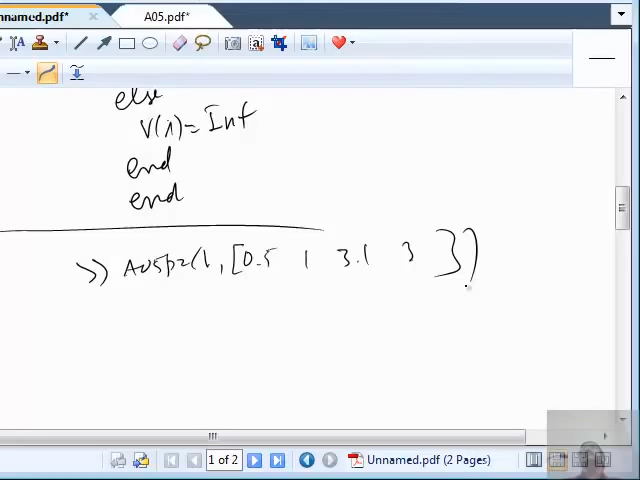 nnamed.pdf* A05.pdf*
else
V(i)=Inf
end
end
>> A05p2(1, [0.5 1 3.1 3 ])
1 of 2 Unnamed.pdf (2 Pages)